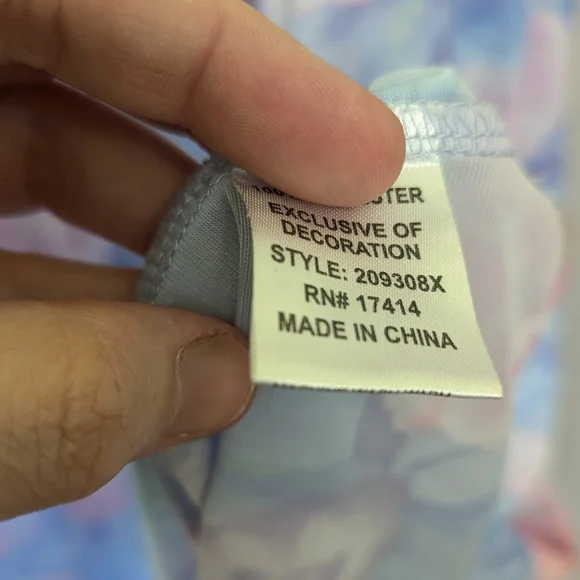 EXCLUSIVE OF
DECORATION
STYLE: 209308X
RN# 17414
MADE IN CHINA